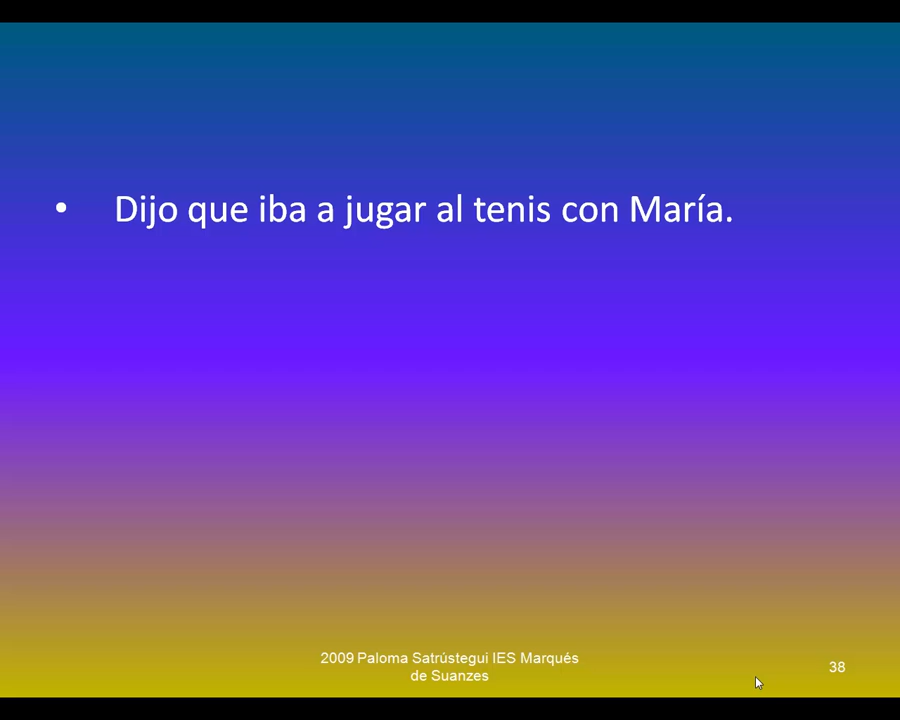 • Dijo que iba a jugar al tenis con María.
2009 Paloma Satrústegui IES Marqués
de Suanzes
38